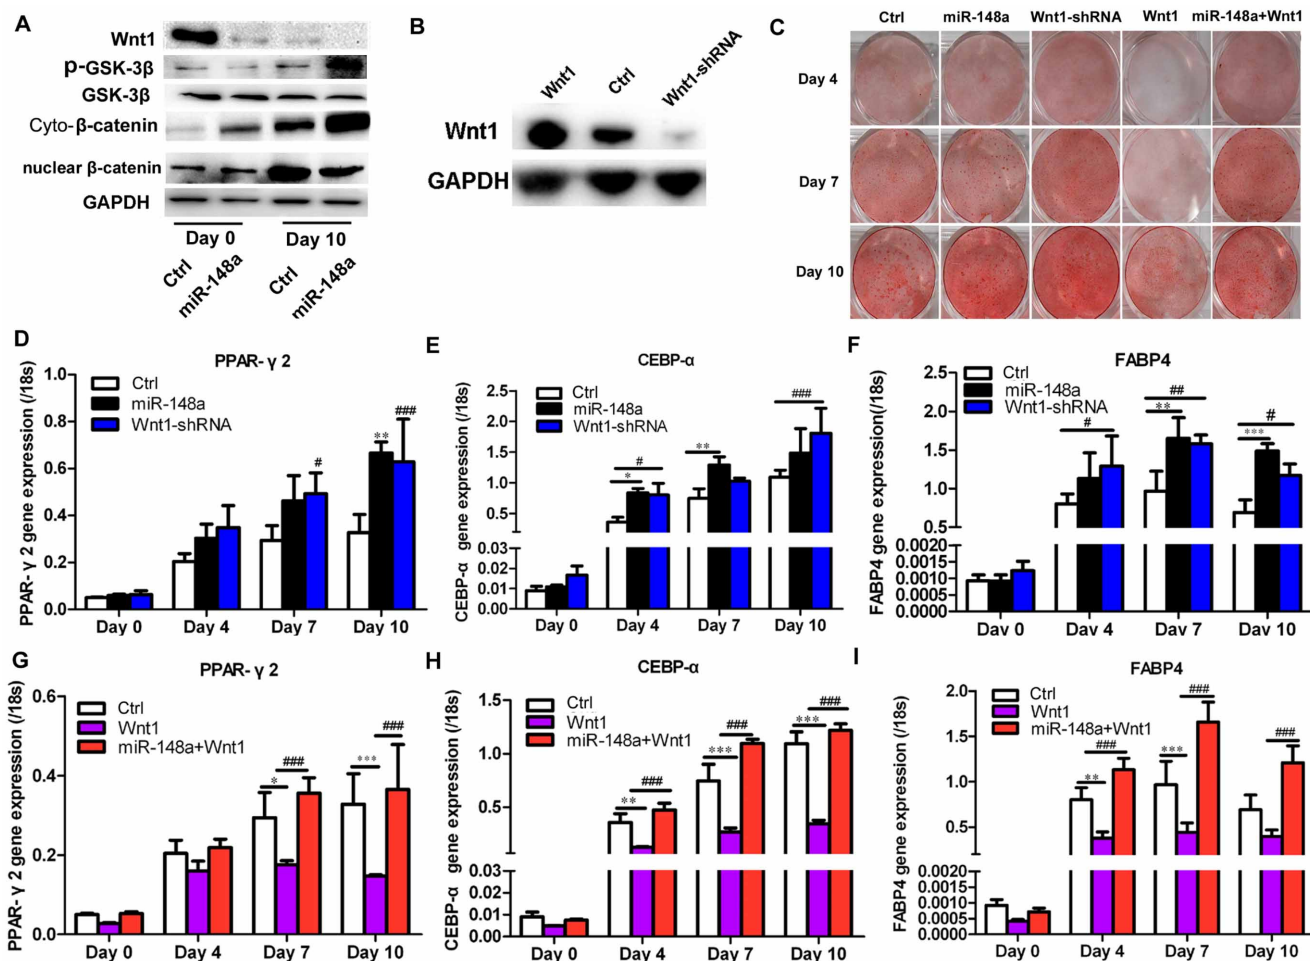 A
Wnt1
p-GSK-3β
GSK-3β
Cyto-β-catenin
nuclear β-catenin
GAPDH
Day 0 Day 10
Ctrl miR-148a Ctrl miR-148a
B
Wnt1 Ctrl Wnt1-shRNA
Wnt1
GAPDH
C
Ctrl miR-148a Wnt1-shRNA Wnt1 miR-148a+Wnt1
Day 4
Day 7
Day 10
D
PPAR-γ 2
PPAR-γ 2 gene expression (/18s)
Ctrl
miR-148a
Wnt1-shRNA
1.0
0.8
0.6
0.4
0.2
0.0
#
**
###
Day 0 Day 4 Day 7 Day 10
E
CEBP-α
CEBP-α gene expression (/18s)
Ctrl
miR-148a
Wnt1-shRNA
2.5
2.0
1.5
1.0
0.5
0.03
0.02
0.01
0.00
#
*
**
###
Day 0 Day 4 Day 7 Day 10
F
FABP4
FABP4 gene expression(/18s)
Ctrl
miR-148a
Wnt1-shRNA
2.5
2.0
1.5
1.0
0.5
0.0020
0.0015
0.0010
0.0005
0.0000
#
##
**
#
***
Day 0 Day 4 Day 7 Day 10
G
PPAR-γ 2
PPAR-γ 2 gene expression (/18s)
Ctrl
Wnt1
miR-148a+Wnt1
0.6
0.4
0.2
0.0
###
*
###
***
Day 0 Day 4 Day 7 Day 10
H
CEBP-α
CEBP-α gene expression (/18s)
Ctrl
Wnt1
miR-148a+Wnt1
1.5
1.0
0.5
0.03
0.02
0.01
0.00
###
**
###
***
###
***
Day 0 Day 4 Day 7 Day 10
I
FABP4
FABP4 gene expression (/18s)
Ctrl
Wnt1
miR-148a+Wnt1
2.0
1.5
1.0
0.5
0.0020
0.0015
0.0010
0.0005
0.0000
###
**
###
***
###
Day 0 Day 4 Day 7 Day 10